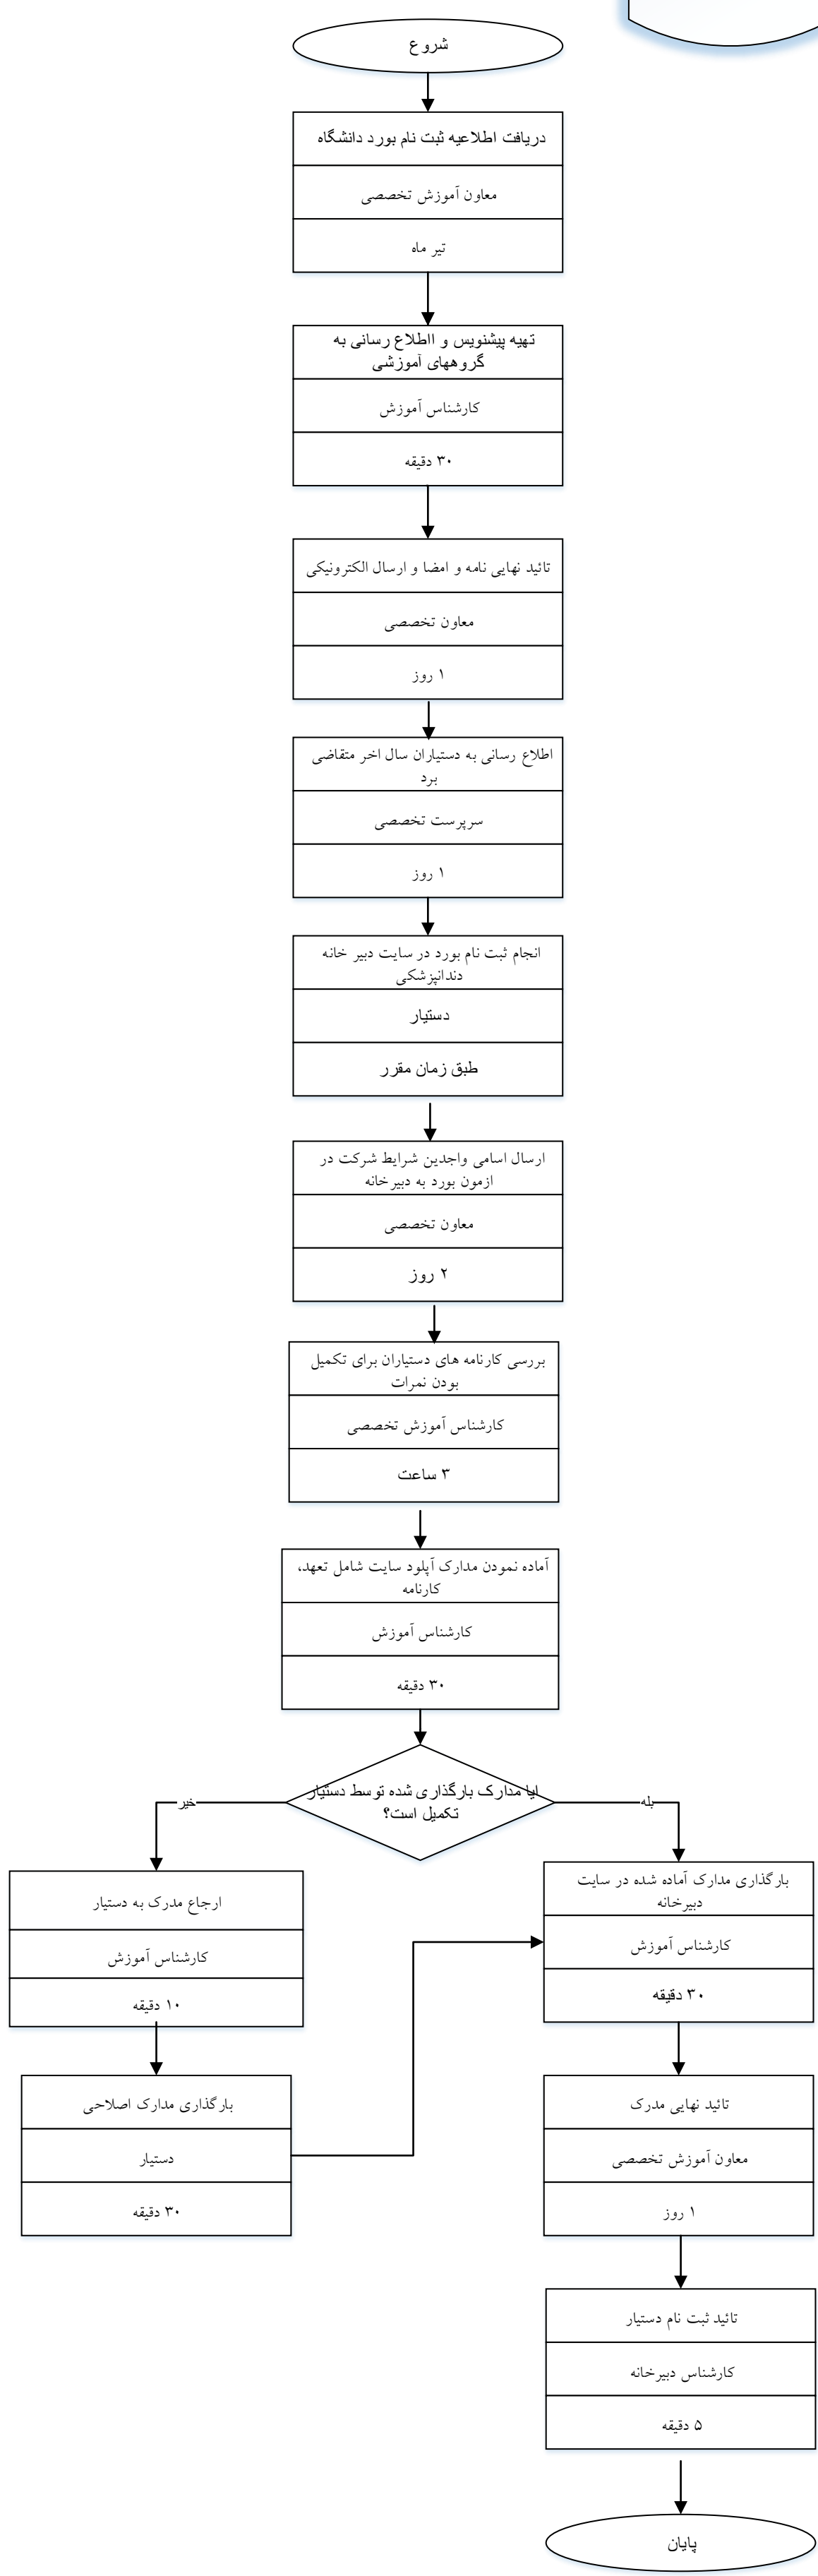 شروع
دریافت اطلاعیه ثبت نام بورد دانشگاه
معاون آموزش تخصصی
تیر ماه
تهیه پیشنویس و ااطلاع رسانی به
گروههای آموزشی
کارشناس آموزش
۳۰ دقیقه
تائید نهایی نامه و امضا و ارسال الکترونیکی
معاون تخصصی
۱ روز
اطلاع رسانی به دستیاران سال اخر متقاضی
برد
سرپرست تخصصی
۱ روز
انجام ثبت نام بورد در سایت دبیر خانه
دندانپزشکی
دستیار
طبق زمان مقرر
ارسال اسامی واجدین شرایط شرکت در
ازمون بورد به دبیرخانه
معاون تخصصی
۲ روز
بررسی کارنامه های دستیاران برای تکمیل
بودن نمرات
کارشناس آموزش تخصصی
۳ ساعت
آماده نمودن مدارک آپلود سایت شامل تعهد،
کارنامه
کارشناس آموزش
۳۰ دقیقه
ایا مدارک بارگذاری شده توسط دستیار
تکمیل است؟
بله
خیر
بارگذاری مدارک آماده شده در سایت
دبیرخانه
کارشناس آموزش
۳۰ دقیقه
ارجاع مدرک به دستیار
کارشناس آموزش
۱۰ دقیقه
بارگذاری مدارک اصلاحی
دستیار
۳۰ دقیقه
تائید نهایی مدرک
معاون آموزش تخصصی
۱ روز
تائید ثبت نام دستیار
کارشناس دبیرخانه
۵ دقیقه
پایان